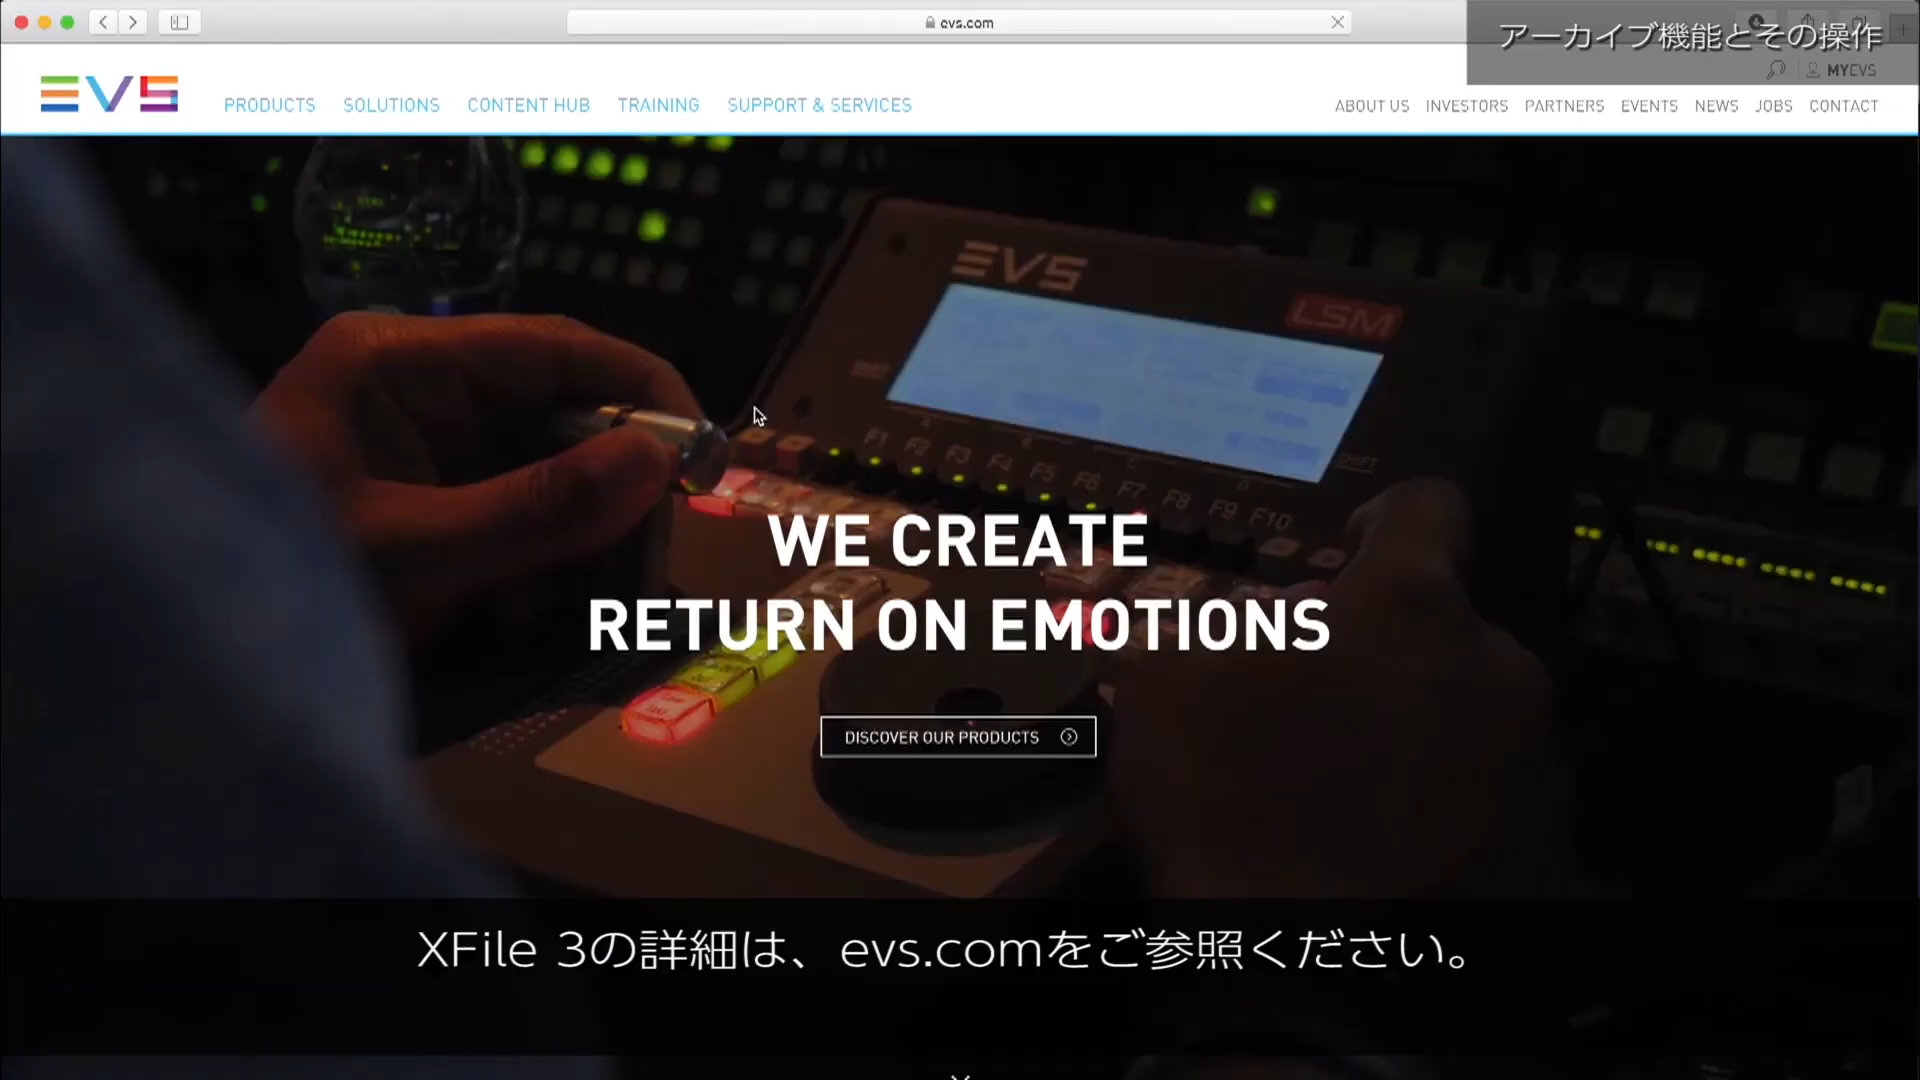 evs.com
アーカイブ機能とその操作
MYEVS
EVS
PRODUCTS SOLUTIONS CONTENT HUB TRAINING SUPPORT & SERVICES
ABOUT US INVESTORS PARTNERS EVENTS NEWS JOBS CONTACT
EVS
LSM
F1 F2 F3 F4 F5 F6 F7 F8 F9 F10
WE CREATE
RETURN ON EMOTIONS
DISCOVER OUR PRODUCTS
XFile 3の詳細は、evs.comをご参照ください。